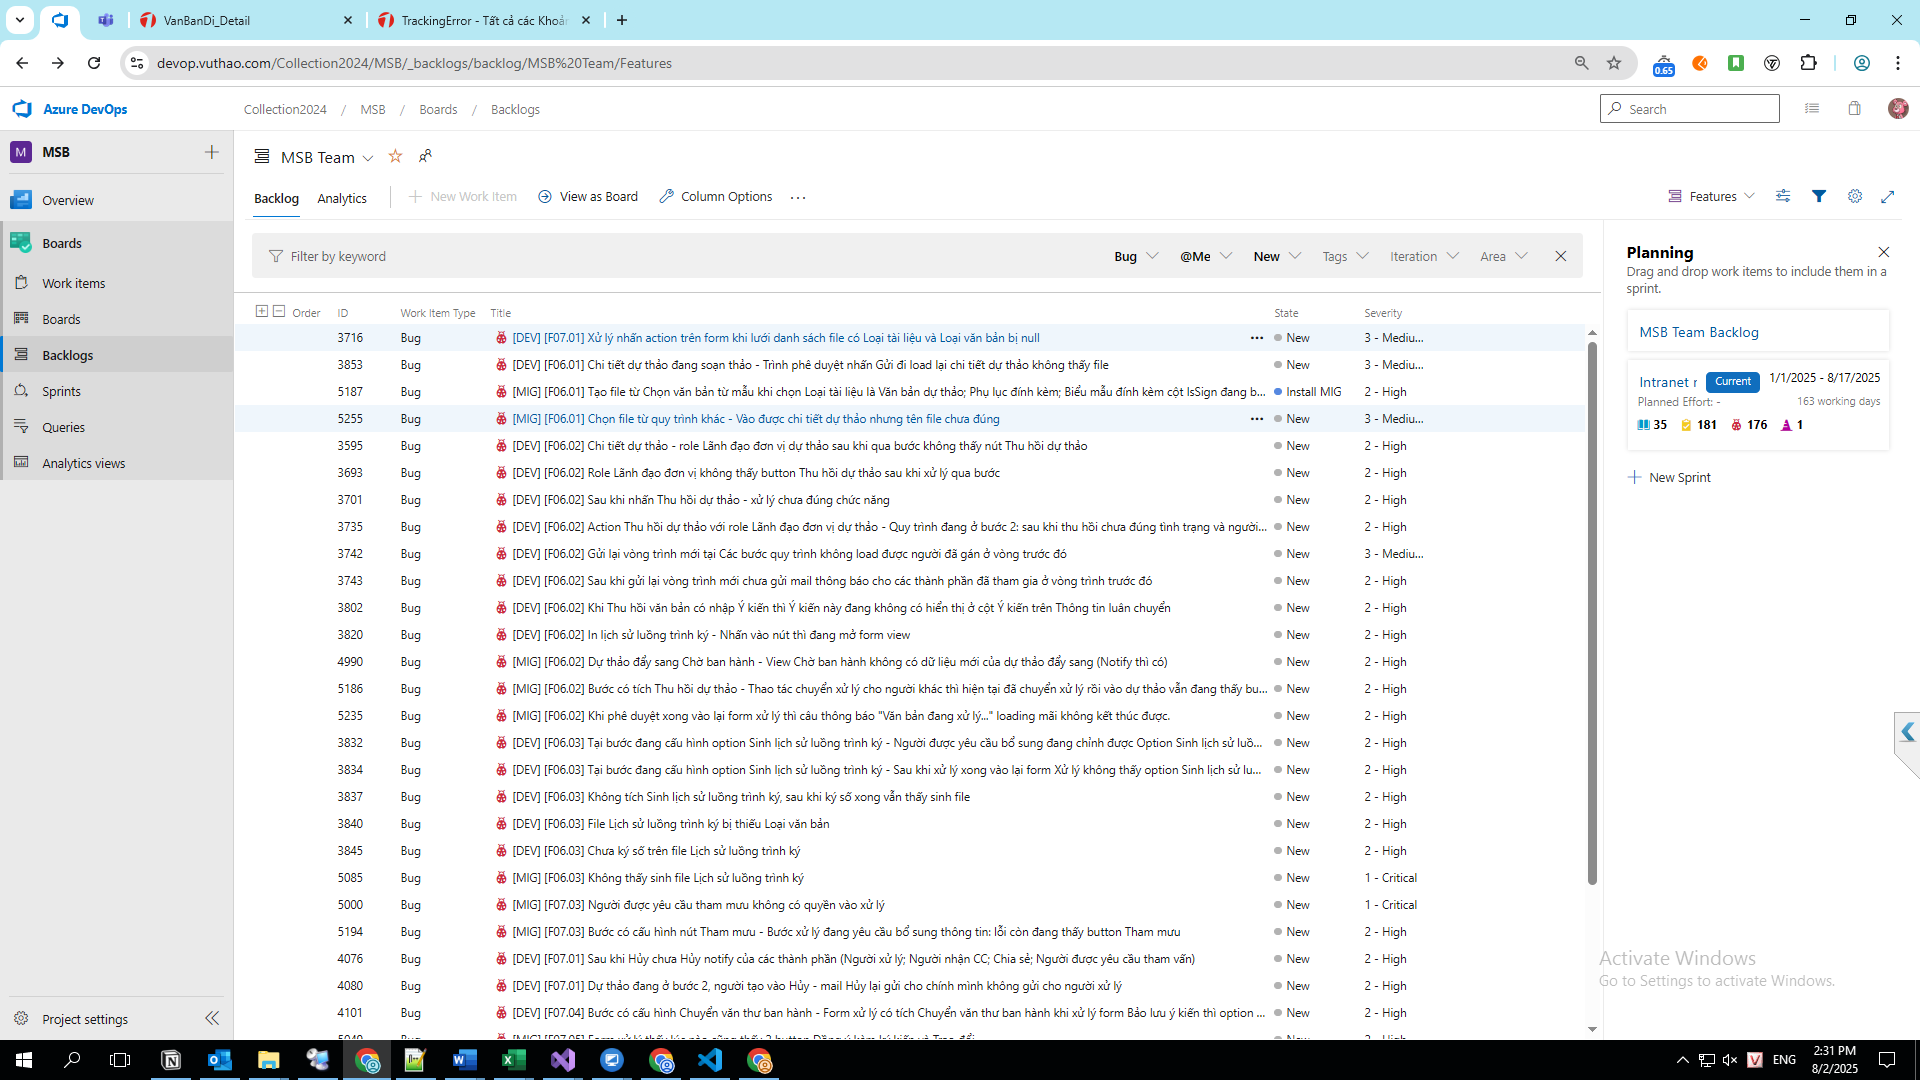 VanBanDi_Detail
TrackingError - Tất cả các Khoản
devop.vuthao.com/Collection2024/MSB/_backlogs/backlog/MSB%20Team/Features
0.65
Azure DevOps
Collection2024 / MSB / Boards / Backlogs
Search
M MSB
Overview
Boards
Work items
Boards
Backlogs
Sprints
Queries
Analytics views
Project settings
MSB Team
Backlog Analytics New Work Item View as Board Column Options
Features
Filter by keyword
Bug @Me New Tags Iteration Area
Order ID Work Item Type Title State Severity
3716 Bug [DEV] [F07.01] Xử lý nhấn action trên form khi lưới danh sách file có Loại tài liệu và Loại văn bản bị null ... New 3 - Mediu...
3853 Bug [DEV] [F06.01] Chi tiết dự thảo đang soạn thảo - Trình phê duyệt nhấn Gửi đi load lại chi tiết dự thảo không thấy file New 3 - Mediu...
5187 Bug [MIG] [F06.01] Tạo file từ Chọn văn bản từ mẫu khi chọn Loại tài liệu là Văn bản dự thảo; Phụ lục đính kèm; Biểu mẫu đính kèm cột IsSign đang b... Install MIG 2 - High
5255 Bug [MIG] [F06.01] Chọn file từ quy trình khác - Vào được chi tiết dự thảo nhưng tên file chưa đúng ... New 3 - Mediu...
3595 Bug [DEV] [F06.02] Chi tiết dự thảo - role Lãnh đạo đơn vị dự thảo sau khi qua bước không thấy nút Thu hồi dự thảo New 2 - High
3693 Bug [DEV] [F06.02] Role Lãnh đạo đơn vị không thấy button Thu hồi dự thảo sau khi xử lý qua bước New 2 - High
3701 Bug [DEV] [F06.02] Sau khi nhấn Thu hồi dự thảo - xử lý chưa đúng chức năng New 2 - High
3735 Bug [DEV] [F06.02] Action Thu hồi dự thảo với role Lãnh đạo đơn vị dự thảo - Quy trình đang ở bước 2: sau khi thu hồi chưa đúng tình trạng và người... New 2 - High
3742 Bug [DEV] [F06.02] Gửi lại vòng trình mới tại Các bước quy trình không load được người đã gán ở vòng trước đó New 3 - Mediu...
3743 Bug [DEV] [F06.02] Sau khi gửi lại vòng trình mới chưa gửi mail thông báo cho các thành phần đã tham gia ở vòng trình trước đó New 2 - High
3802 Bug [DEV] [F06.02] Khi Thu hồi văn bản có nhập Ý kiến thì Ý kiến này đang không có hiển thị ở cột Ý kiến trên Thông tin luân chuyển New 2 - High
3820 Bug [DEV] [F06.02] In lịch sử luồng trình ký - Nhấn vào nút thì đang mở form view New 2 - High
4990 Bug [MIG] [F06.02] Dự thảo đẩy sang Chờ ban hành - View Chờ ban hành không có dữ liệu mới của dự thảo đẩy sang (Notify thì có) New 2 - High
5186 Bug [MIG] [F06.02] Bước có tích Thu hồi dự thảo - Thao tác chuyển xử lý cho người khác thì hiện tại đã chuyển xử lý rồi vào dự thảo vẫn đang thấy bu... New 2 - High
5235 Bug [MIG] [F06.02] Khi phê duyệt xong vào lại form xử lý thì câu thông báo "Văn bản đang xử lý..." loading mãi không kết thúc được. New 2 - High
3832 Bug [DEV] [F06.03] Tại bước đang cấu hình option Sinh lịch sử luồng trình ký - Người được yêu cầu bổ sung đang chỉnh được Option Sinh lịch sử luồ... New 2 - High
3834 Bug [DEV] [F06.03] Tại bước đang cấu hình option Sinh lịch sử luồng trình ký - Sau khi xử lý xong vào lại form Xử lý không thấy option Sinh lịch sử lu... New 2 - High
3837 Bug [DEV] [F06.03] Không tích Sinh lịch sử luồng trình ký, sau khi ký số xong vẫn thấy sinh file New 2 - High
3840 Bug [DEV] [F06.03] File Lịch sử luồng trình ký bị thiếu Loại văn bản New 2 - High
3845 Bug [DEV] [F06.03] Chưa ký số trên file Lịch sử luồng trình ký New 2 - High
5085 Bug [MIG] [F06.03] Không thấy sinh file Lịch sử luồng trình ký New 1 - Critical
5000 Bug [MIG] [F07.03] Người được yêu cầu tham mưu không có quyền vào xử lý New 1 - Critical
5194 Bug [MIG] [F07.03] Bước có cấu hình nút Tham mưu - Bước xử lý đang yêu cầu bổ sung thông tin: lỗi còn đang thấy button Tham mưu New 2 - High
4076 Bug [DEV] [F07.01] Sau khi Hủy chưa Hủy notify của các thành phần (Người xử lý; Người nhận CC; Chia sẻ; Người được yêu cầu tham vấn) New 2 - High
4080 Bug [DEV] [F07.01] Dự thảo đang ở bước 2, người tạo vào Hủy - mail Hủy lại gửi cho chính mình không gửi cho người xử lý New 2 - High
4101 Bug [DEV] [F07.04] Bước có cấu hình Chuyển văn thư ban hành - Form xử lý có tích Chuyển văn thư ban hành khi xử lý form Bảo lưu ý kiến thì option ... New 2 - High
Planning
Drag and drop work items to include them in a
sprint.
MSB Team Backlog
Intranet Current 1/1/2025 - 8/17/2025
Planned Effort: - 163 working days
35 181 176 1
New Sprint
Activate Windows
Go to Settings to activate Windows.
ENG
2:31 PM
8/2/2025